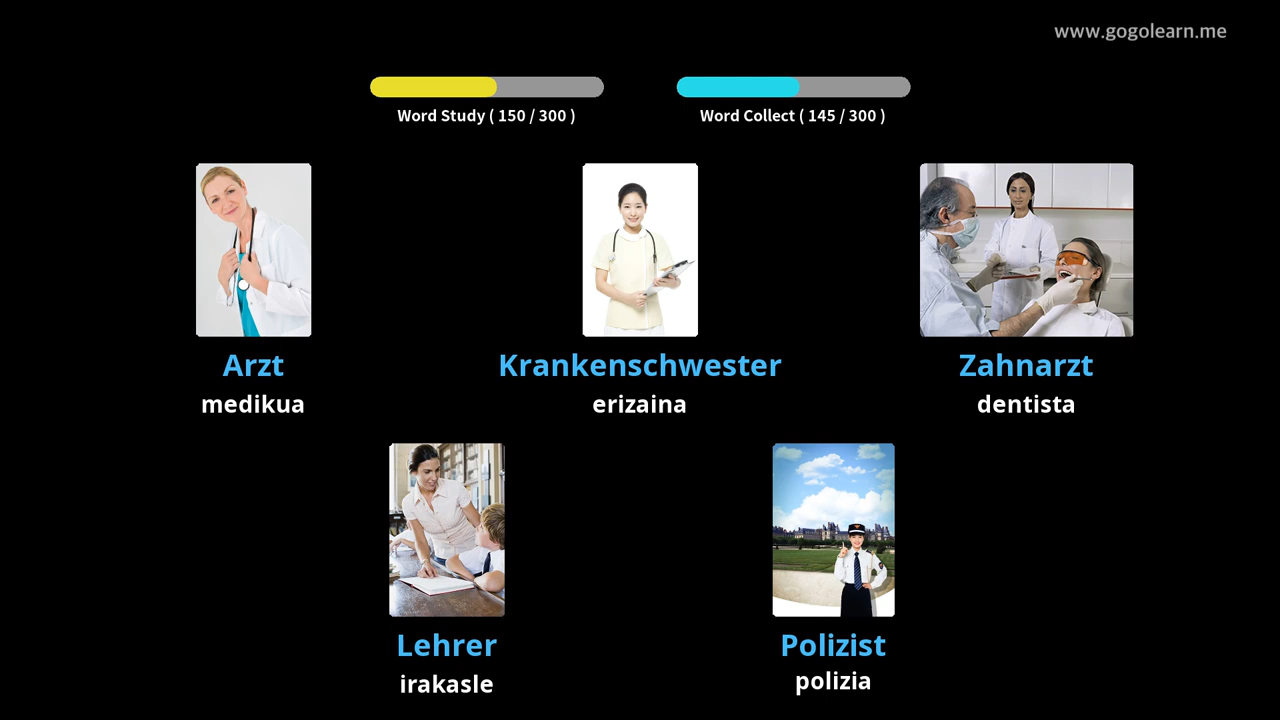 www.gogolearn.me
Word Study ( 150 / 300 )
Word Collect ( 145 / 300 )
Arzt
medikua
Krankenschwester
erizaina
Zahnarzt
dentista
Lehrer
irakasle
Polizist
polizia